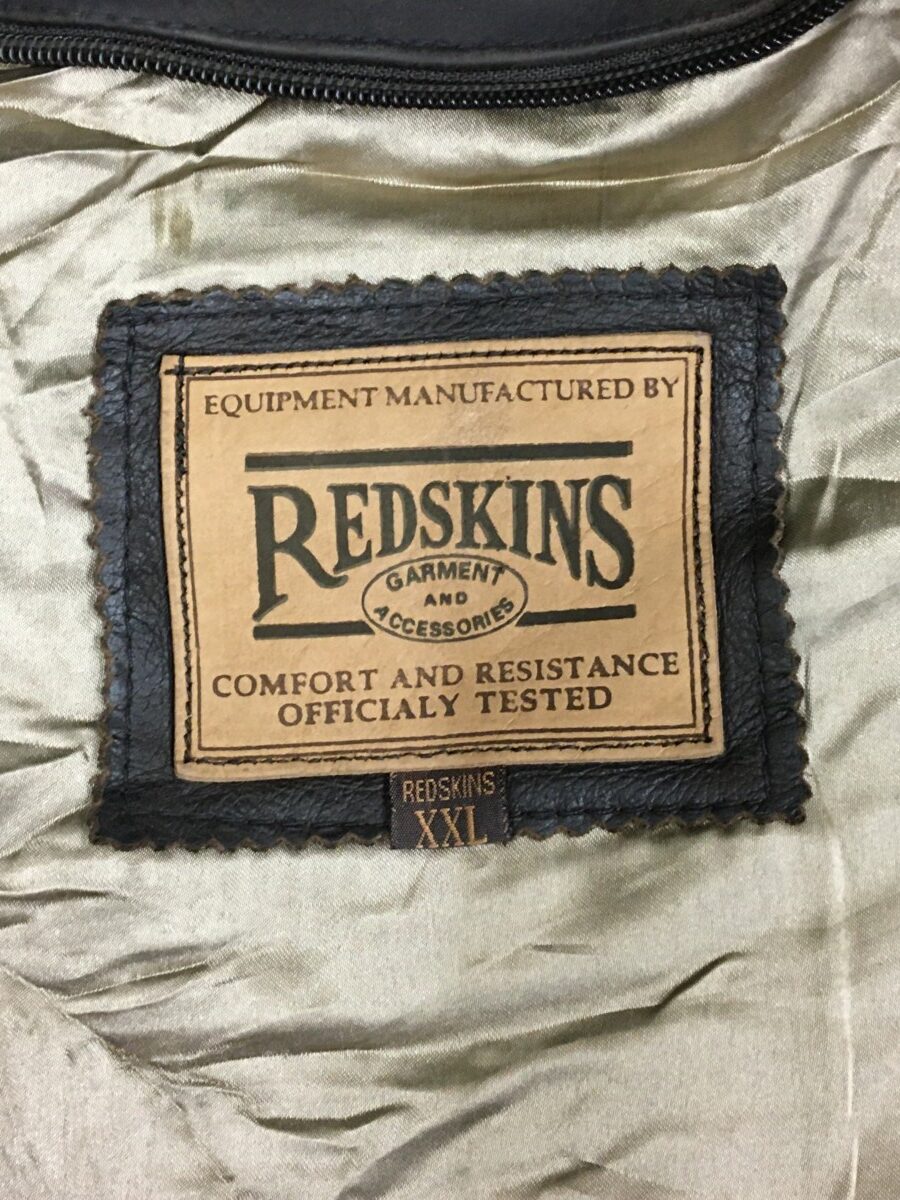 EQUIPMENT MANUFACTURED BY
REDSKINS
GARMENT
AND
ACCESSORIES
COMFORT AND RESISTANCE
OFFICIALY TESTED
REDSKINS
XXL